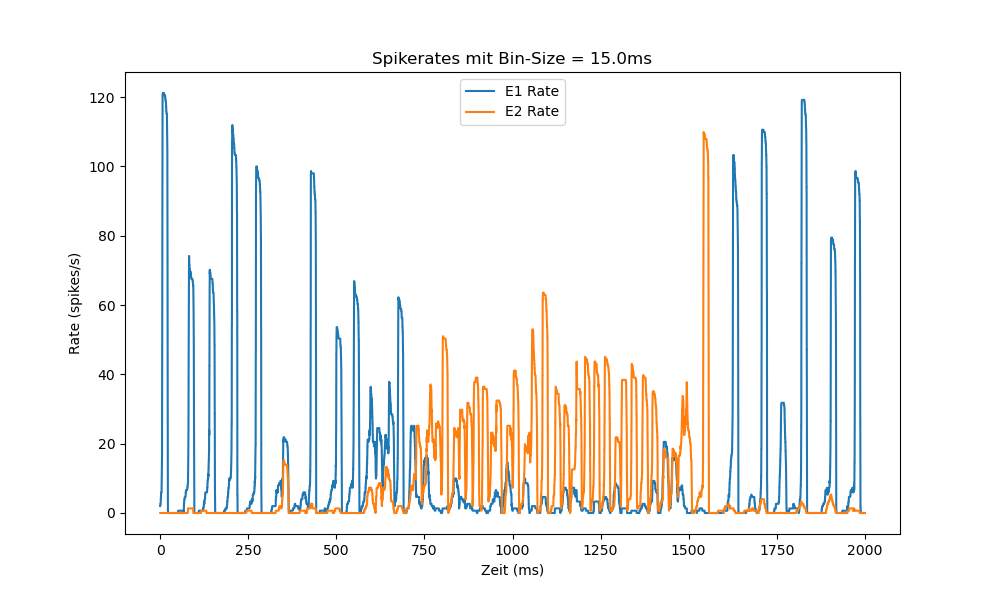 Spikerates mit Bin-Size = 15.0ms
E1 Rate
E2 Rate
120
100
80
60
40
20
0
Rate (spikes/s)
0 250 500 750 1000 1250 1500 1750 2000
Zeit (ms)